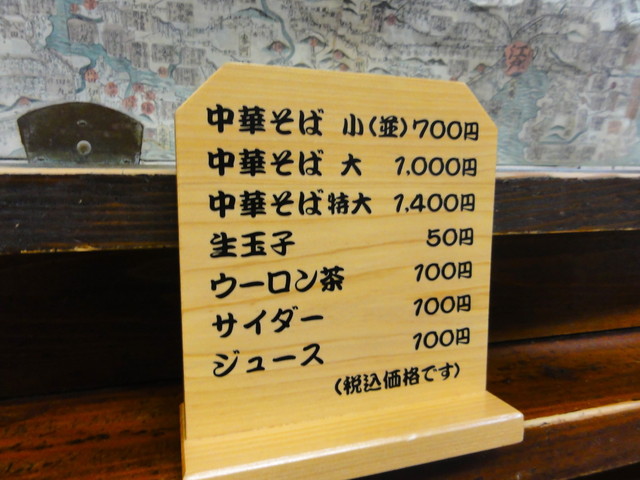 中華そば 小(並)700円
中華そば 大 1,000円
中華そば 特大 1,400円
生玉子 50円
ウーロン茶 100円
サイダー 100円
ジュース 100円
(税込価格です)